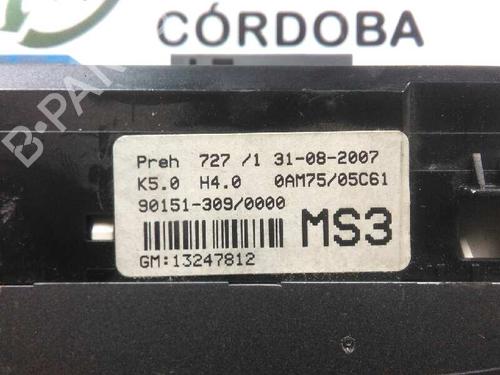 CÓRDOBA
B-PARTS
Preh 727 /1 31-08-2007
K5.0 H4.0 0AM75/05C61
90151-309/0000
MS3
GM:13247812